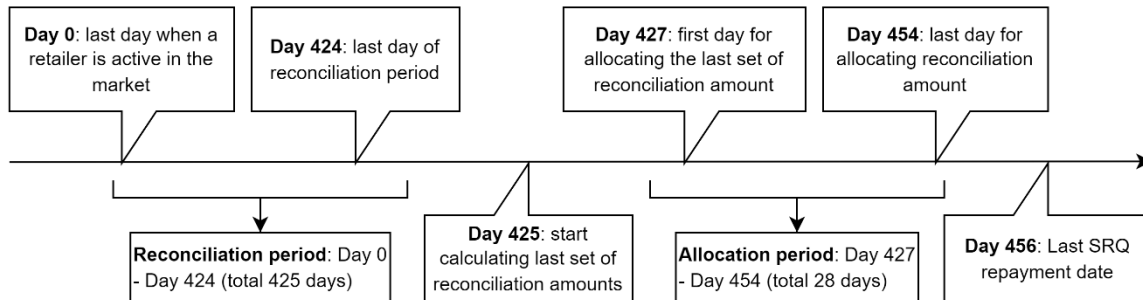 Day 0: last day when a
retailer is active in the
market
Day 424: last day of
reconciliation period
Day 427: first day for
allocating the last set of
reconciliation amount
Day 454: last day for
allocating reconciliation
amount
Reconciliation period: Day 0
- Day 424 (total 425 days)
Day 425: start
calculating last set of
reconciliation amounts
Allocation period: Day 427
- Day 454 (total 28 days)
Day 456: Last SRQ
repayment date